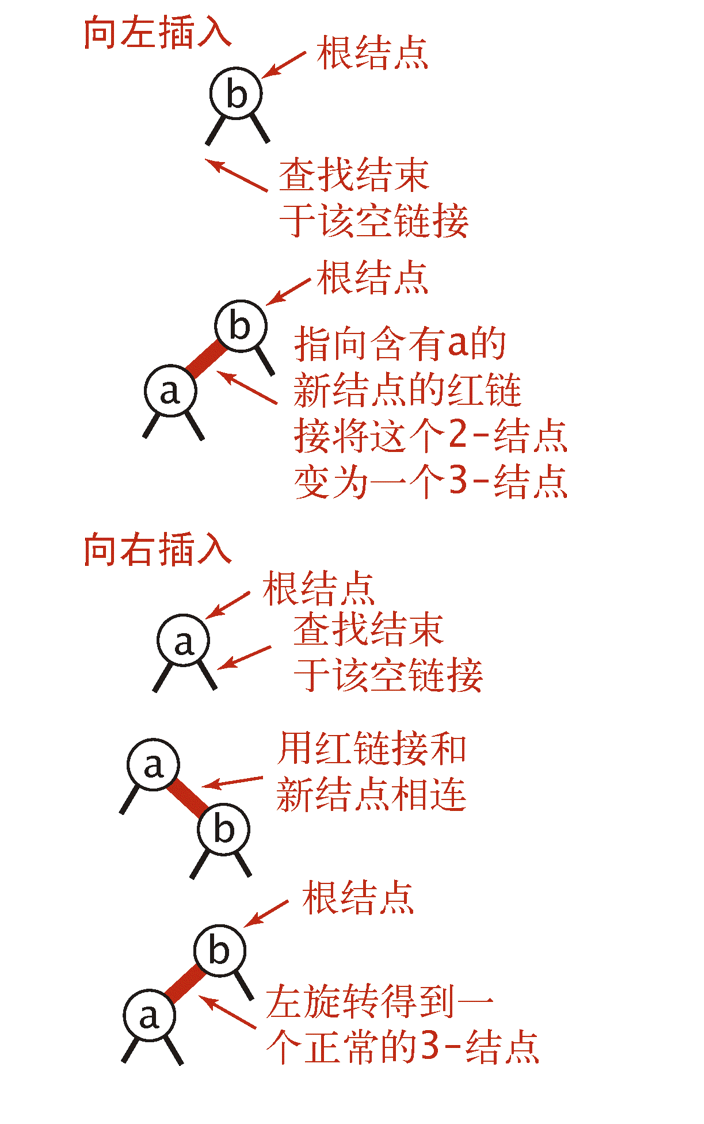 向左插入
根结点
b
查找结束
于该空链接
根结点
b
指向含有a的
a
新结点的红链
接将这个2-结点
变为一个3-结点
向右插入
根结点
a
查找结束
于该空链接
a
用红链接和
新结点相连
b
根结点
b
a
左旋转得到一
个正常的3-结点